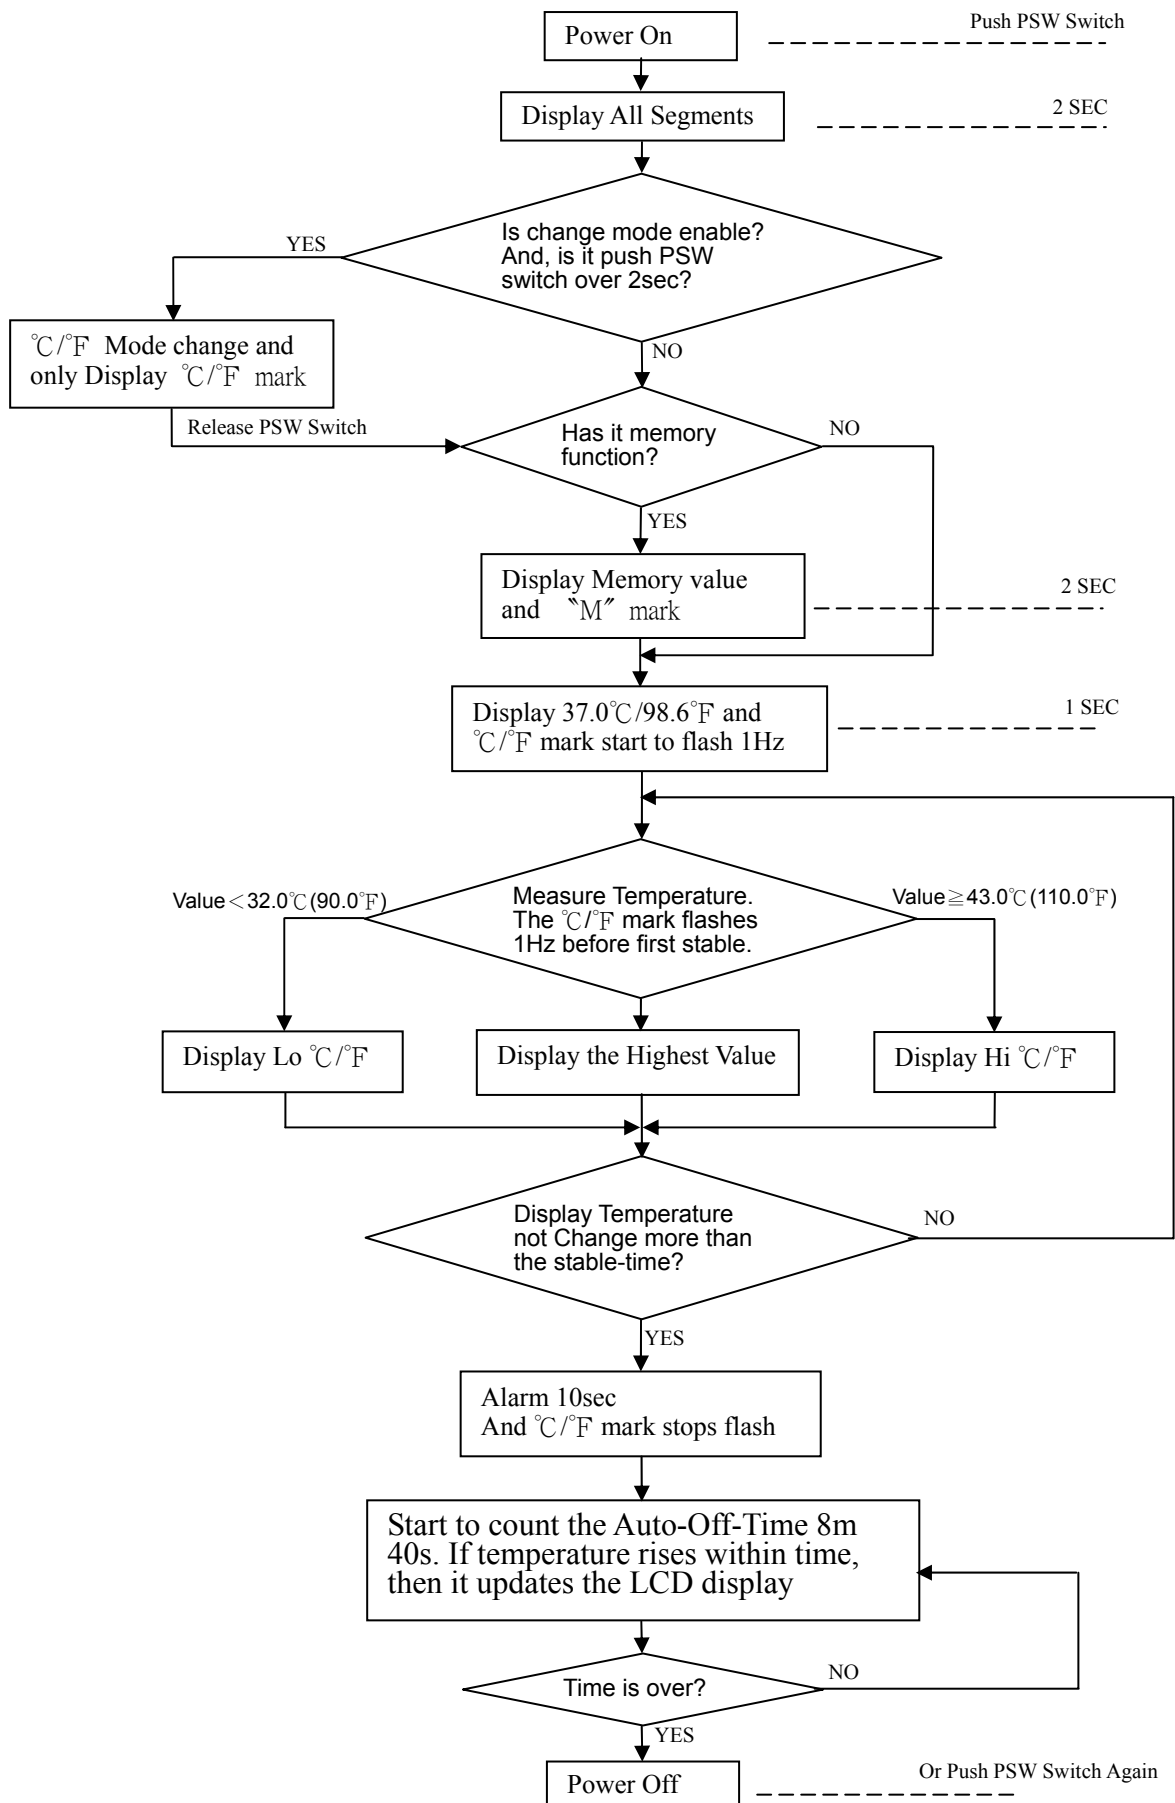 Power On
Push PSW Switch
Display All Segments
2 SEC
Is change mode enable?
And, is it push PSW
switch over 2sec?
YES
NO
℃/℉ Mode change and
only Display ℃/℉ mark
Release PSW Switch
Has it memory
function?
NO
YES
Display Memory value
and 〝M〞 mark
2 SEC
Display 37.0℃/98.6℉ and
℃/℉ mark start to flash 1Hz
1 SEC
Value＜32.0℃(90.0℉)
Measure Temperature.
The ℃/℉ mark flashes
1Hz before first stable.
Value≧43.0℃(110.0℉)
Display Lo ℃/℉
Display the Highest Value
Display Hi ℃/℉
Display Temperature
not Change more than
the stable-time?
NO
YES
Alarm 10sec
And ℃/℉ mark stops flash
Start to count the Auto-Off-Time 8m
40s. If temperature rises within time,
then it updates the LCD display
Time is over?
NO
YES
Power Off
Or Push PSW Switch Again